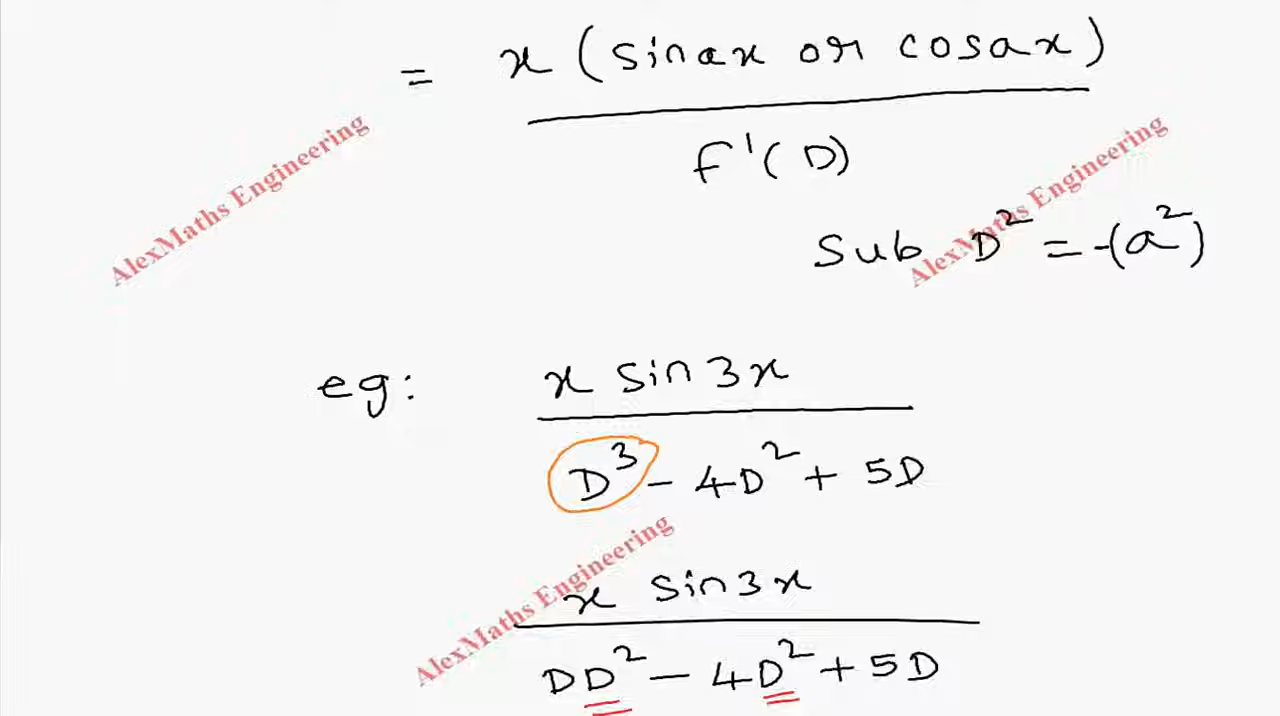 = x (sinax or cosax)
f'(D)
AlexMaths Engineering
AlexMaths Engineering
Sub D² = -(a²)
eg: x sin3x
D³ - 4D² + 5D
AlexMaths Engineering
x sin3x
DD² - 4D² + 5D